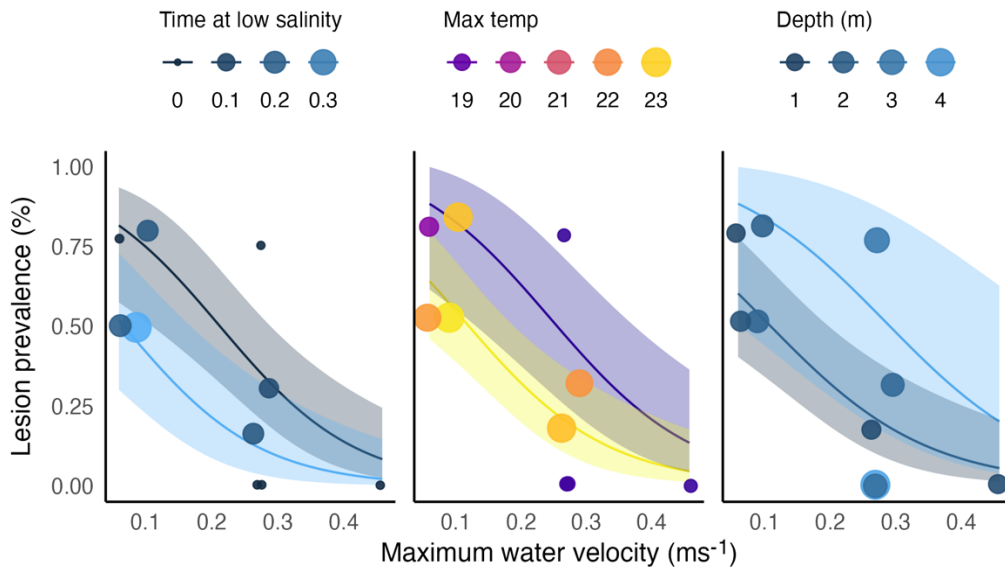 Time at low salinity
0 0.1 0.2 0.3
Max temp
19 20 21 22 23
Depth (m)
1 2 3 4
Lesion prevalence (%)
1.00
0.75
0.50
0.25
0.00
0.1 0.2 0.3 0.4
0.1 0.2 0.3 0.4
0.1 0.2 0.3 0.4
Maximum water velocity (ms⁻¹)